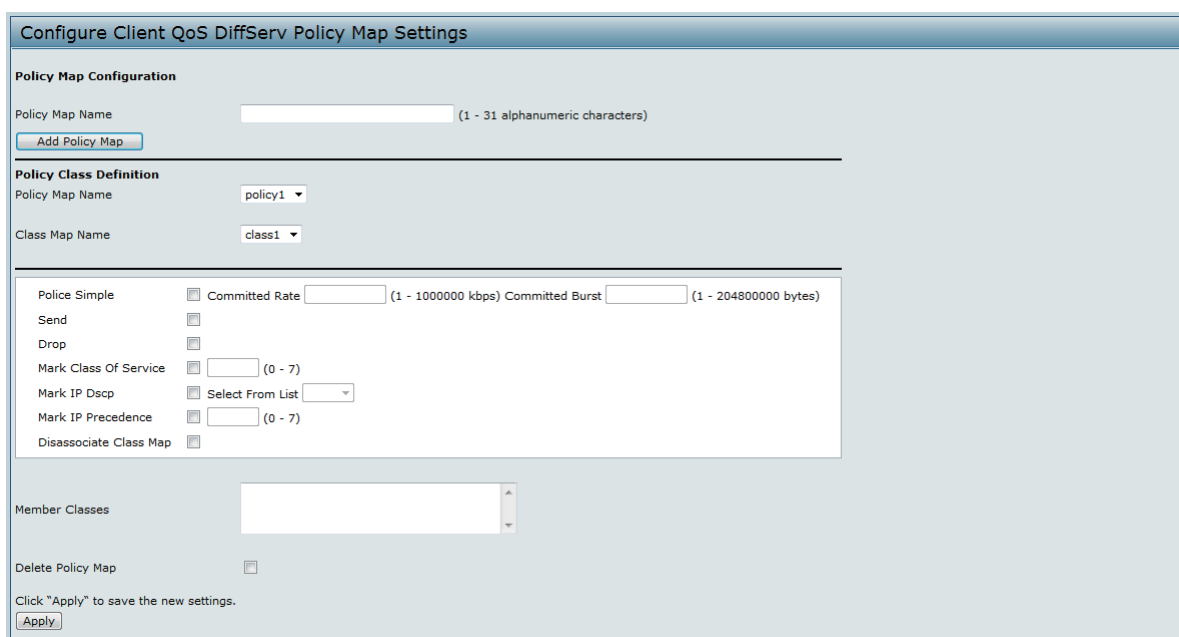 Configure Client QoS DiffServ Policy Map Settings
Policy Map Configuration
Policy Map Name (1 - 31 alphanumeric characters)
Add Policy Map
Policy Class Definition
Policy Map Name policy1
Class Map Name class1
Police Simple Committed Rate (1 - 1000000 kbps) Committed Burst (1 - 204800000 bytes)
Send
Drop
Mark Class Of Service (0 - 7)
Mark IP Dscp Select From List
Mark IP Precedence (0 - 7)
Disassociate Class Map
Member Classes
Delete Policy Map
Click "Apply" to save the new settings.
Apply